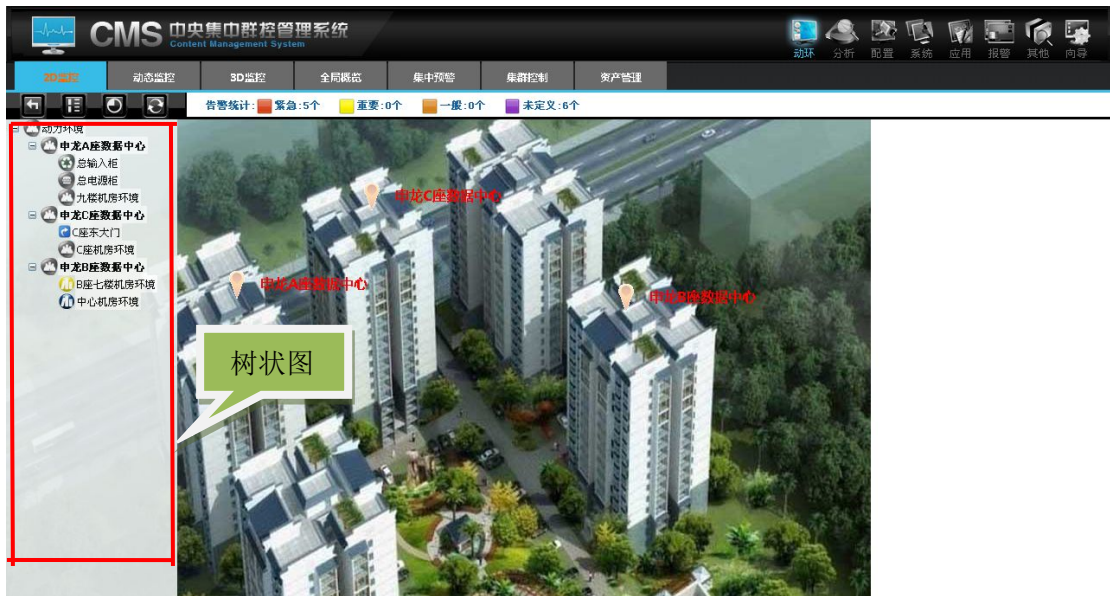 CMS 中央集中群控管理系统
Content Management System
动环 分析 配置 系统 应用 报警 其他 向导
2D监控 动态监控 3D监控 全局概览 集中预警 集群控制 资产管理
告警统计: 紧急:5个 重要:0个 一般:0个 未定义:6个
动力环境
申龙A座数据中心
总输入柜
总电源柜
九楼机房环境
申龙C座数据中心
C座东大门
C座机房环境
申龙B座数据中心
B座七楼机房环境
中心机房环境
申龙C座数据中心
申龙A座数据中心
申龙B座数据中心
树状图